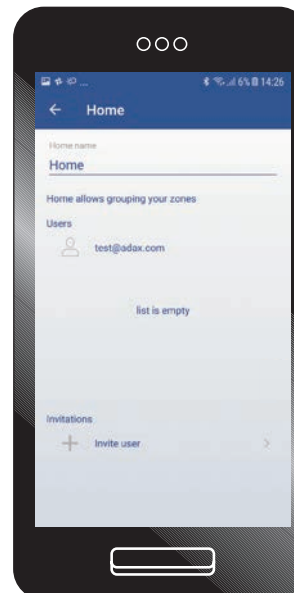 6% 14:26
Home
Home name
Home
Home allows grouping your zones
Users
test@adax.com
list is empty
Invitations
Invite user